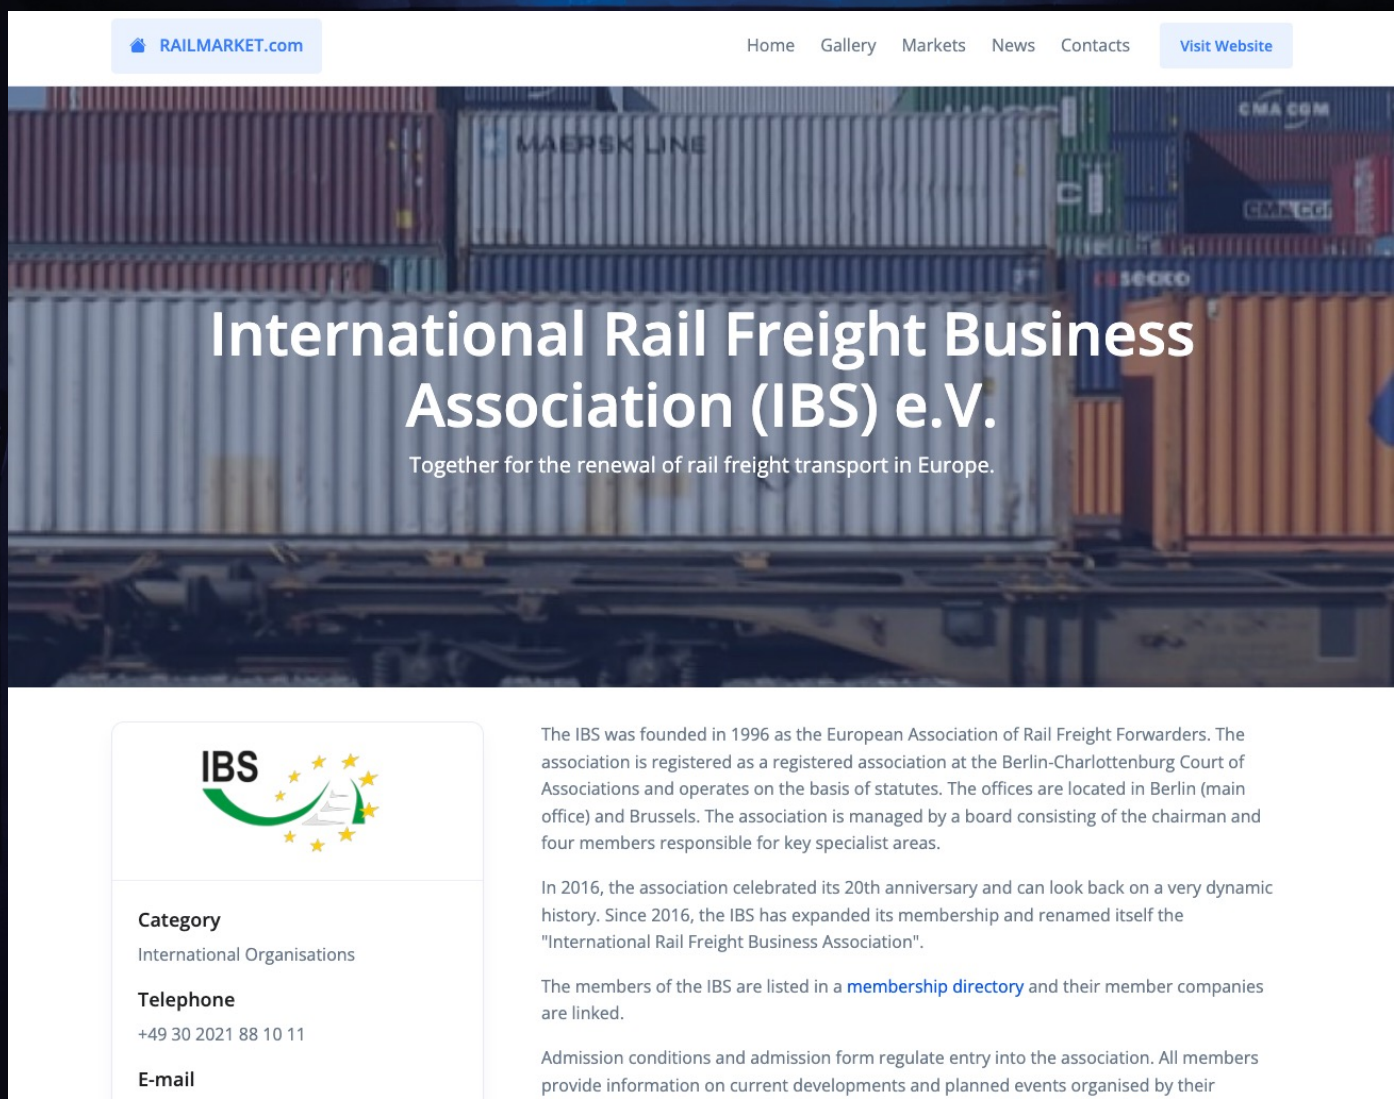 RAILMARKET.com
Home Gallery Markets News Contacts Visit Website
CMA CGM
MAERSK LINE
seaco
International Rail Freight Business
Association (IBS) e.V.
Together for the renewal of rail freight transport in Europe.
IBS
Category
International Organisations
Telephone
+49 30 2021 88 10 11
E-mail
The IBS was founded in 1996 as the European Association of Rail Freight Forwarders. The
association is registered as a registered association at the Berlin-Charlottenburg Court of
Associations and operates on the basis of statutes. The offices are located in Berlin (main
office) and Brussels. The association is managed by a board consisting of the chairman and
four members responsible for key specialist areas.
In 2016, the association celebrated its 20th anniversary and can look back on a very dynamic
history. Since 2016, the IBS has expanded its membership and renamed itself the
"International Rail Freight Business Association".
The members of the IBS are listed in a membership directory and their member companies
are linked.
Admission conditions and admission form regulate entry into the association. All members
provide information on current developments and planned events organised by their